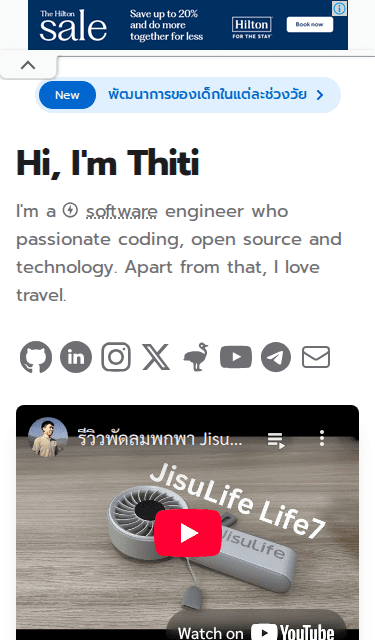 The Hilton
sale
Save up to 20%
and do more
together for less
Hilton
FOR THE STAY
Book now
New
พัฒนาการของเด็กในแต่ละช่วงวัย
Hi, I'm Thiti
I'm a software engineer who
passionate coding, open source and
technology. Apart from that, I love
travel.
รีวิวพัดลมพกพา Jisu...
JisuLife Life7
JisuLife
Watch on YouTube